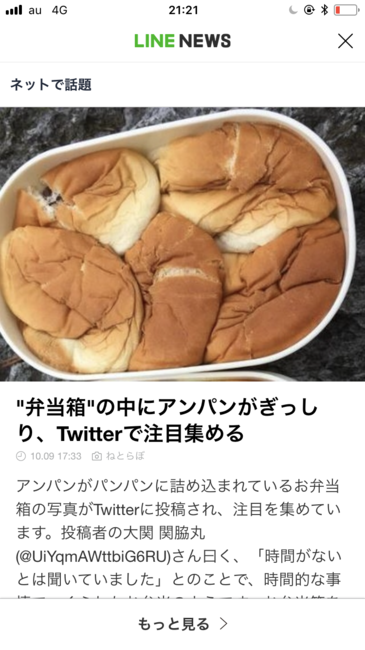 au 4G 21:21
LINE NEWS
ネットで話題
"弁当箱"の中にアンパンがぎっし
り、Twitterで注目集める
10.09 17:33 ねとらぼ
アンパンがパンパンに詰め込まれているお弁当
箱の写真がTwitterに投稿され、注目を集めてい
ます。投稿者の大関 関脇丸
(@UiYqmAWttbiG6RU)さん曰く、「時間がない
とは聞いていました」とのことで、時間的な事
もっと見る